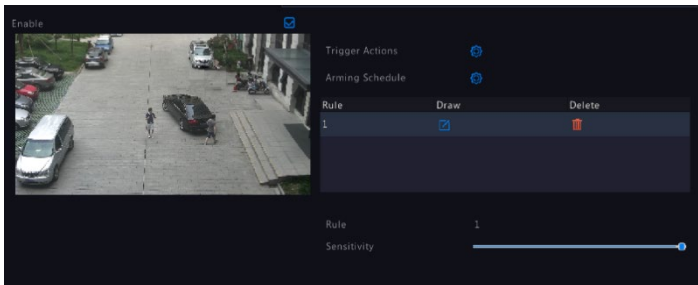 Enable
Trigger Actions
Arming Schedule
Rule Draw Delete
1
Rule 1
Sensitivity